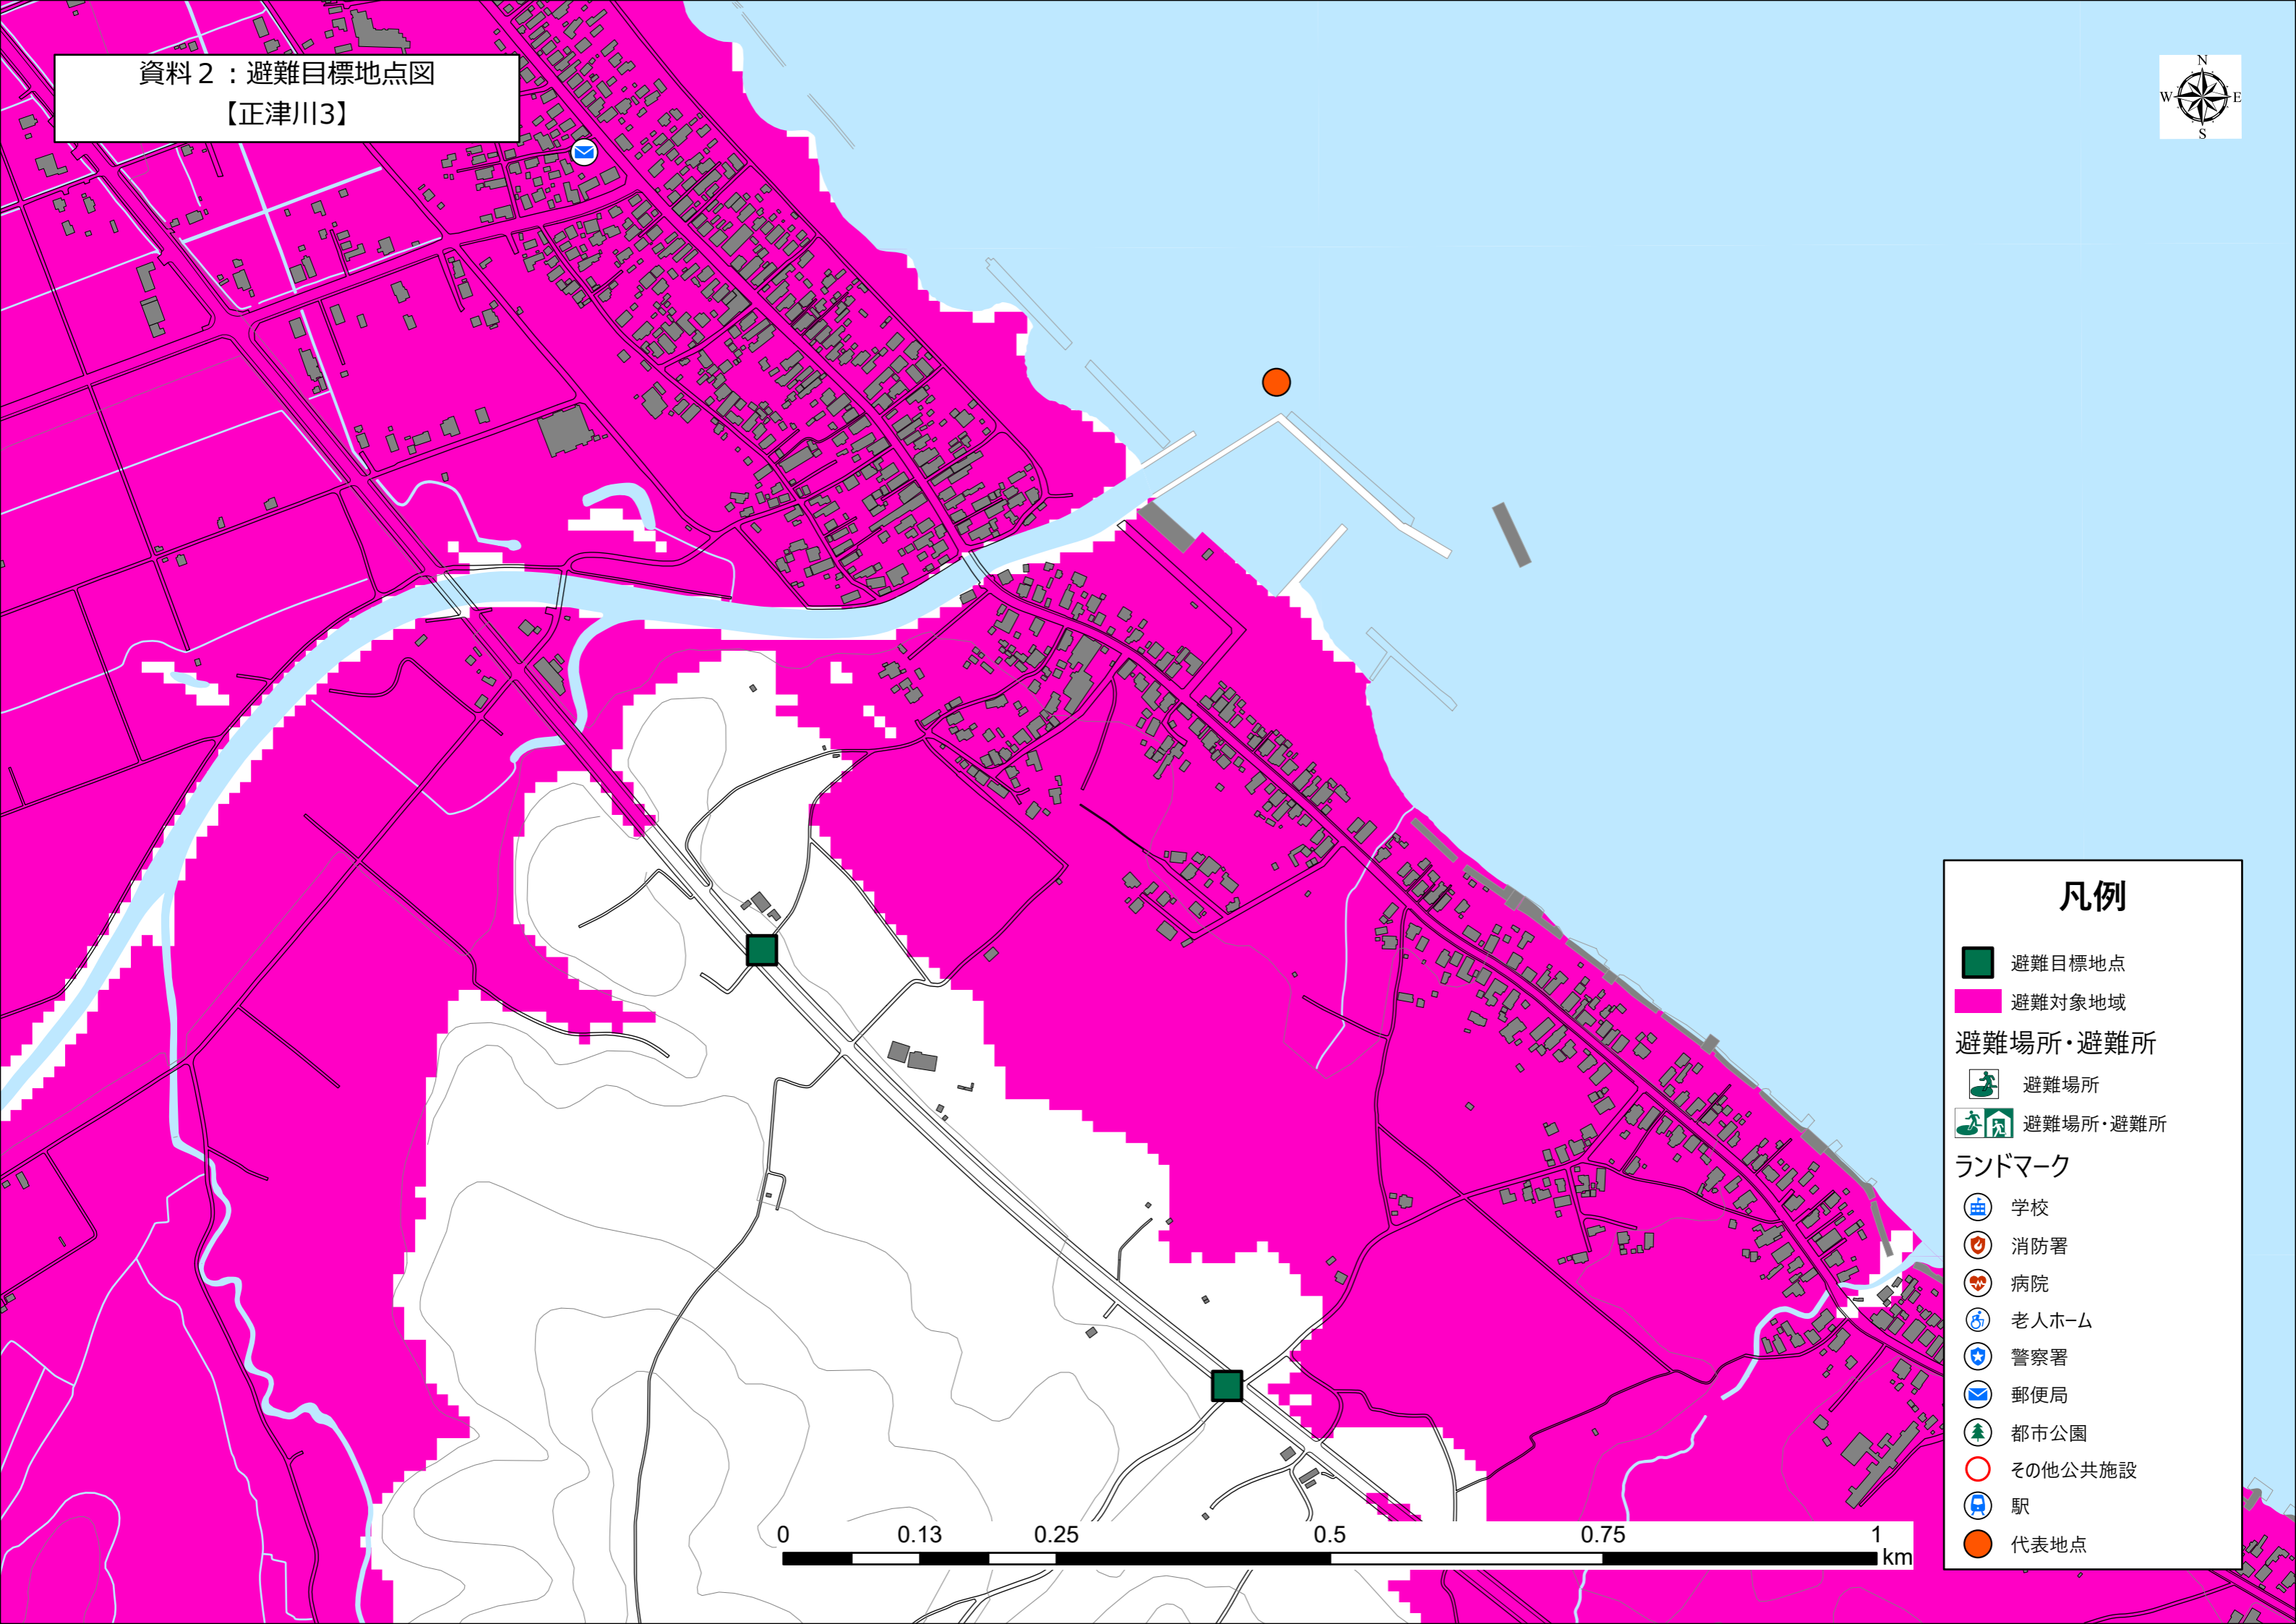 資料２：避難目標地点図
【正津川3】
N
W E
S
凡例
避難目標地点
避難対象地域
避難場所・避難所
避難場所
避難場所・避難所
ランドマーク
学校
消防署
病院
老人ホーム
警察署
郵便局
都市公園
その他公共施設
駅
代表地点
0 0.13 0.25 0.5 0.75 1
km